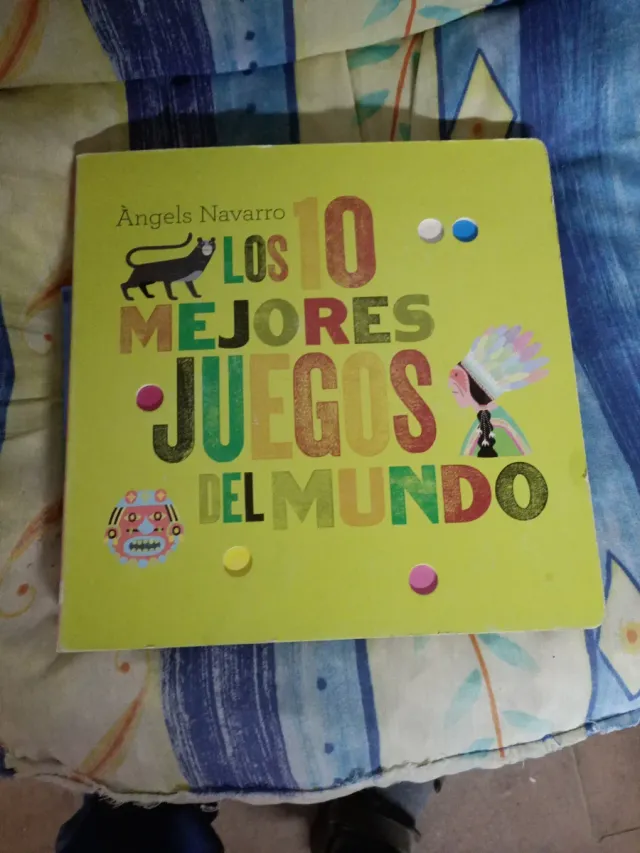 Àngels Navarro
LOS 10
MEJORES
JUEGOS
DEL MUNDO